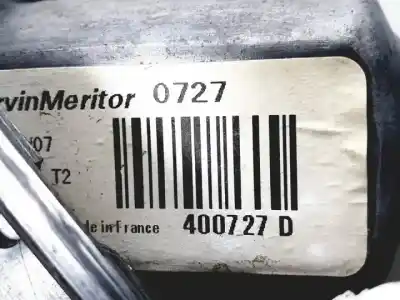 rvinMeritor 0727
/07
T2
de in France 400727 D